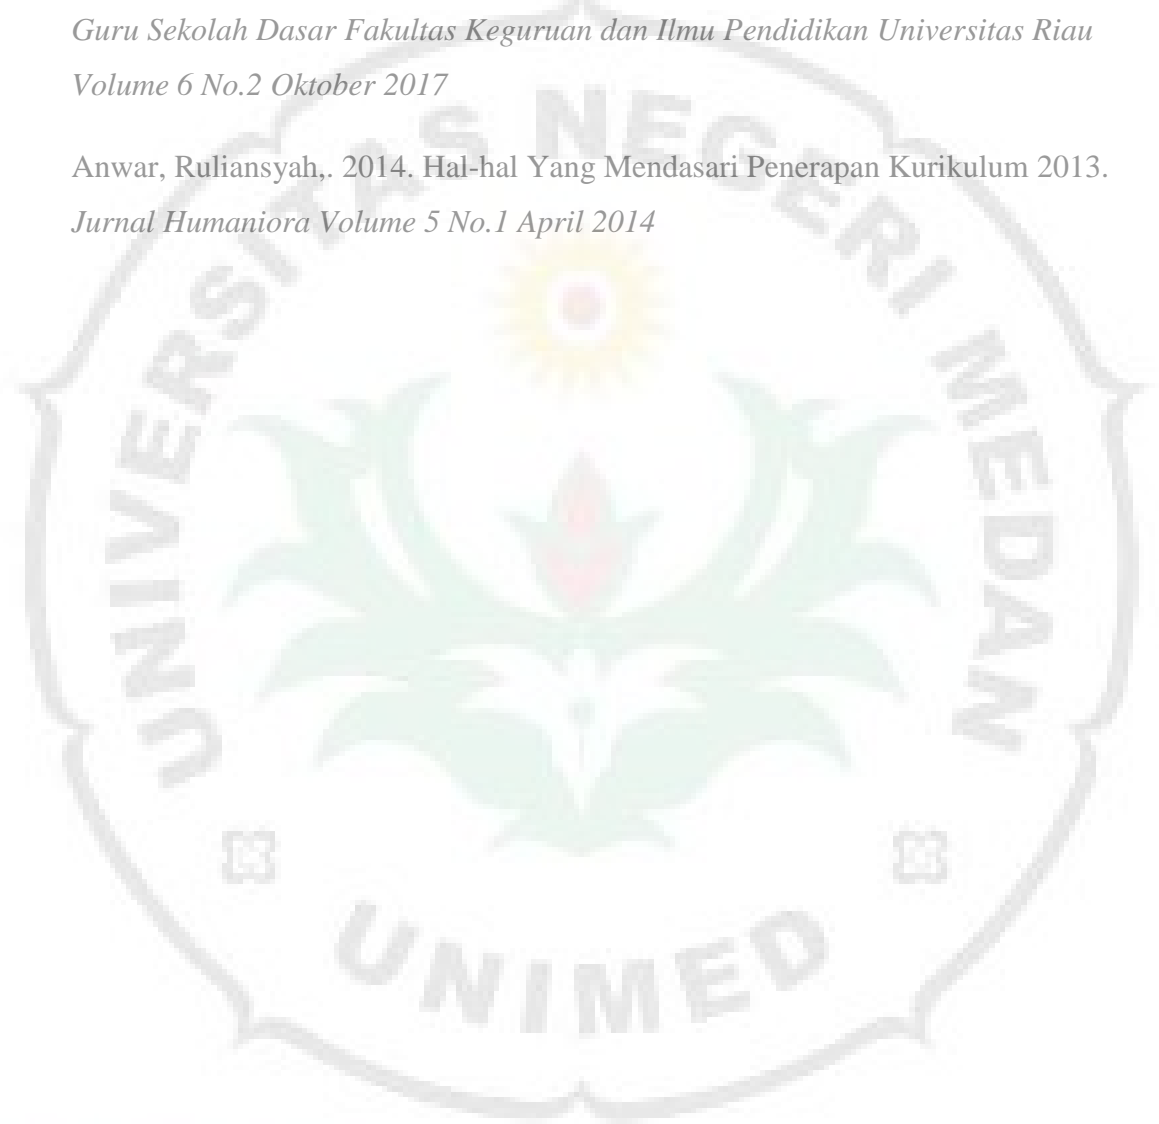 Guru Sekolah Dasar Fakultas Keguruan dan Ilmu Pendidikan Universitas Riau
Volume 6 No.2 Oktober 2017
Anwar, Ruliansyah,. 2014. Hal-hal Yang Mendasari Penerapan Kurikulum 2013.
Jurnal Humaniora Volume 5 No.1 April 2014
UNIVERSITAS NEGERI MEDAN
UNIMED